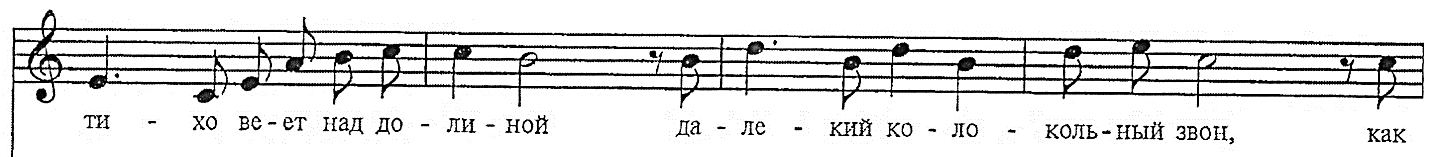 ти - хо ве-ет над до - ли - ной да - ле - кий ко - ло - коль-ный звон, как